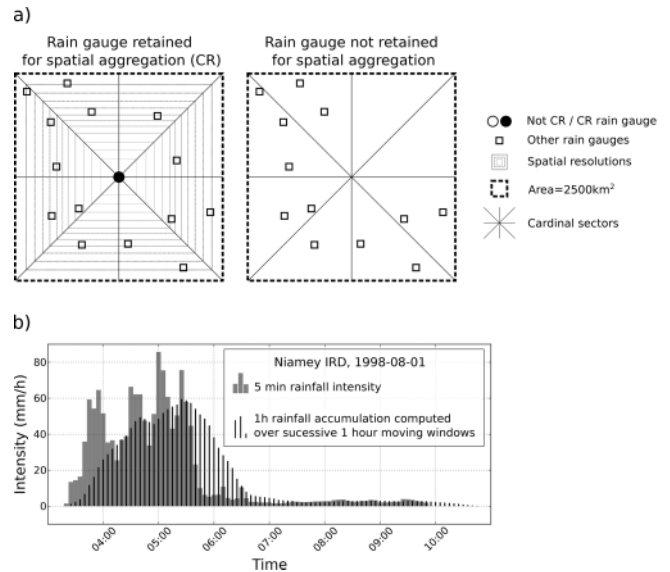 a)
Rain gauge retained
for spatial aggregation (CR)
Rain gauge not retained
for spatial aggregation
Not CR / CR rain gauge
Other rain gauges
Spatial resolutions
Area=2500km²
Cardinal sectors
b)
Niamey IRD, 1998-08-01
5 min rainfall intensity
1h rainfall accumulation computed
over sucessive 1 hour moving windows
Intensity (mm/h)
80
60
40
20
0
04:00
05:00
06:00
07:00
08:00
09:00
10:00
Time